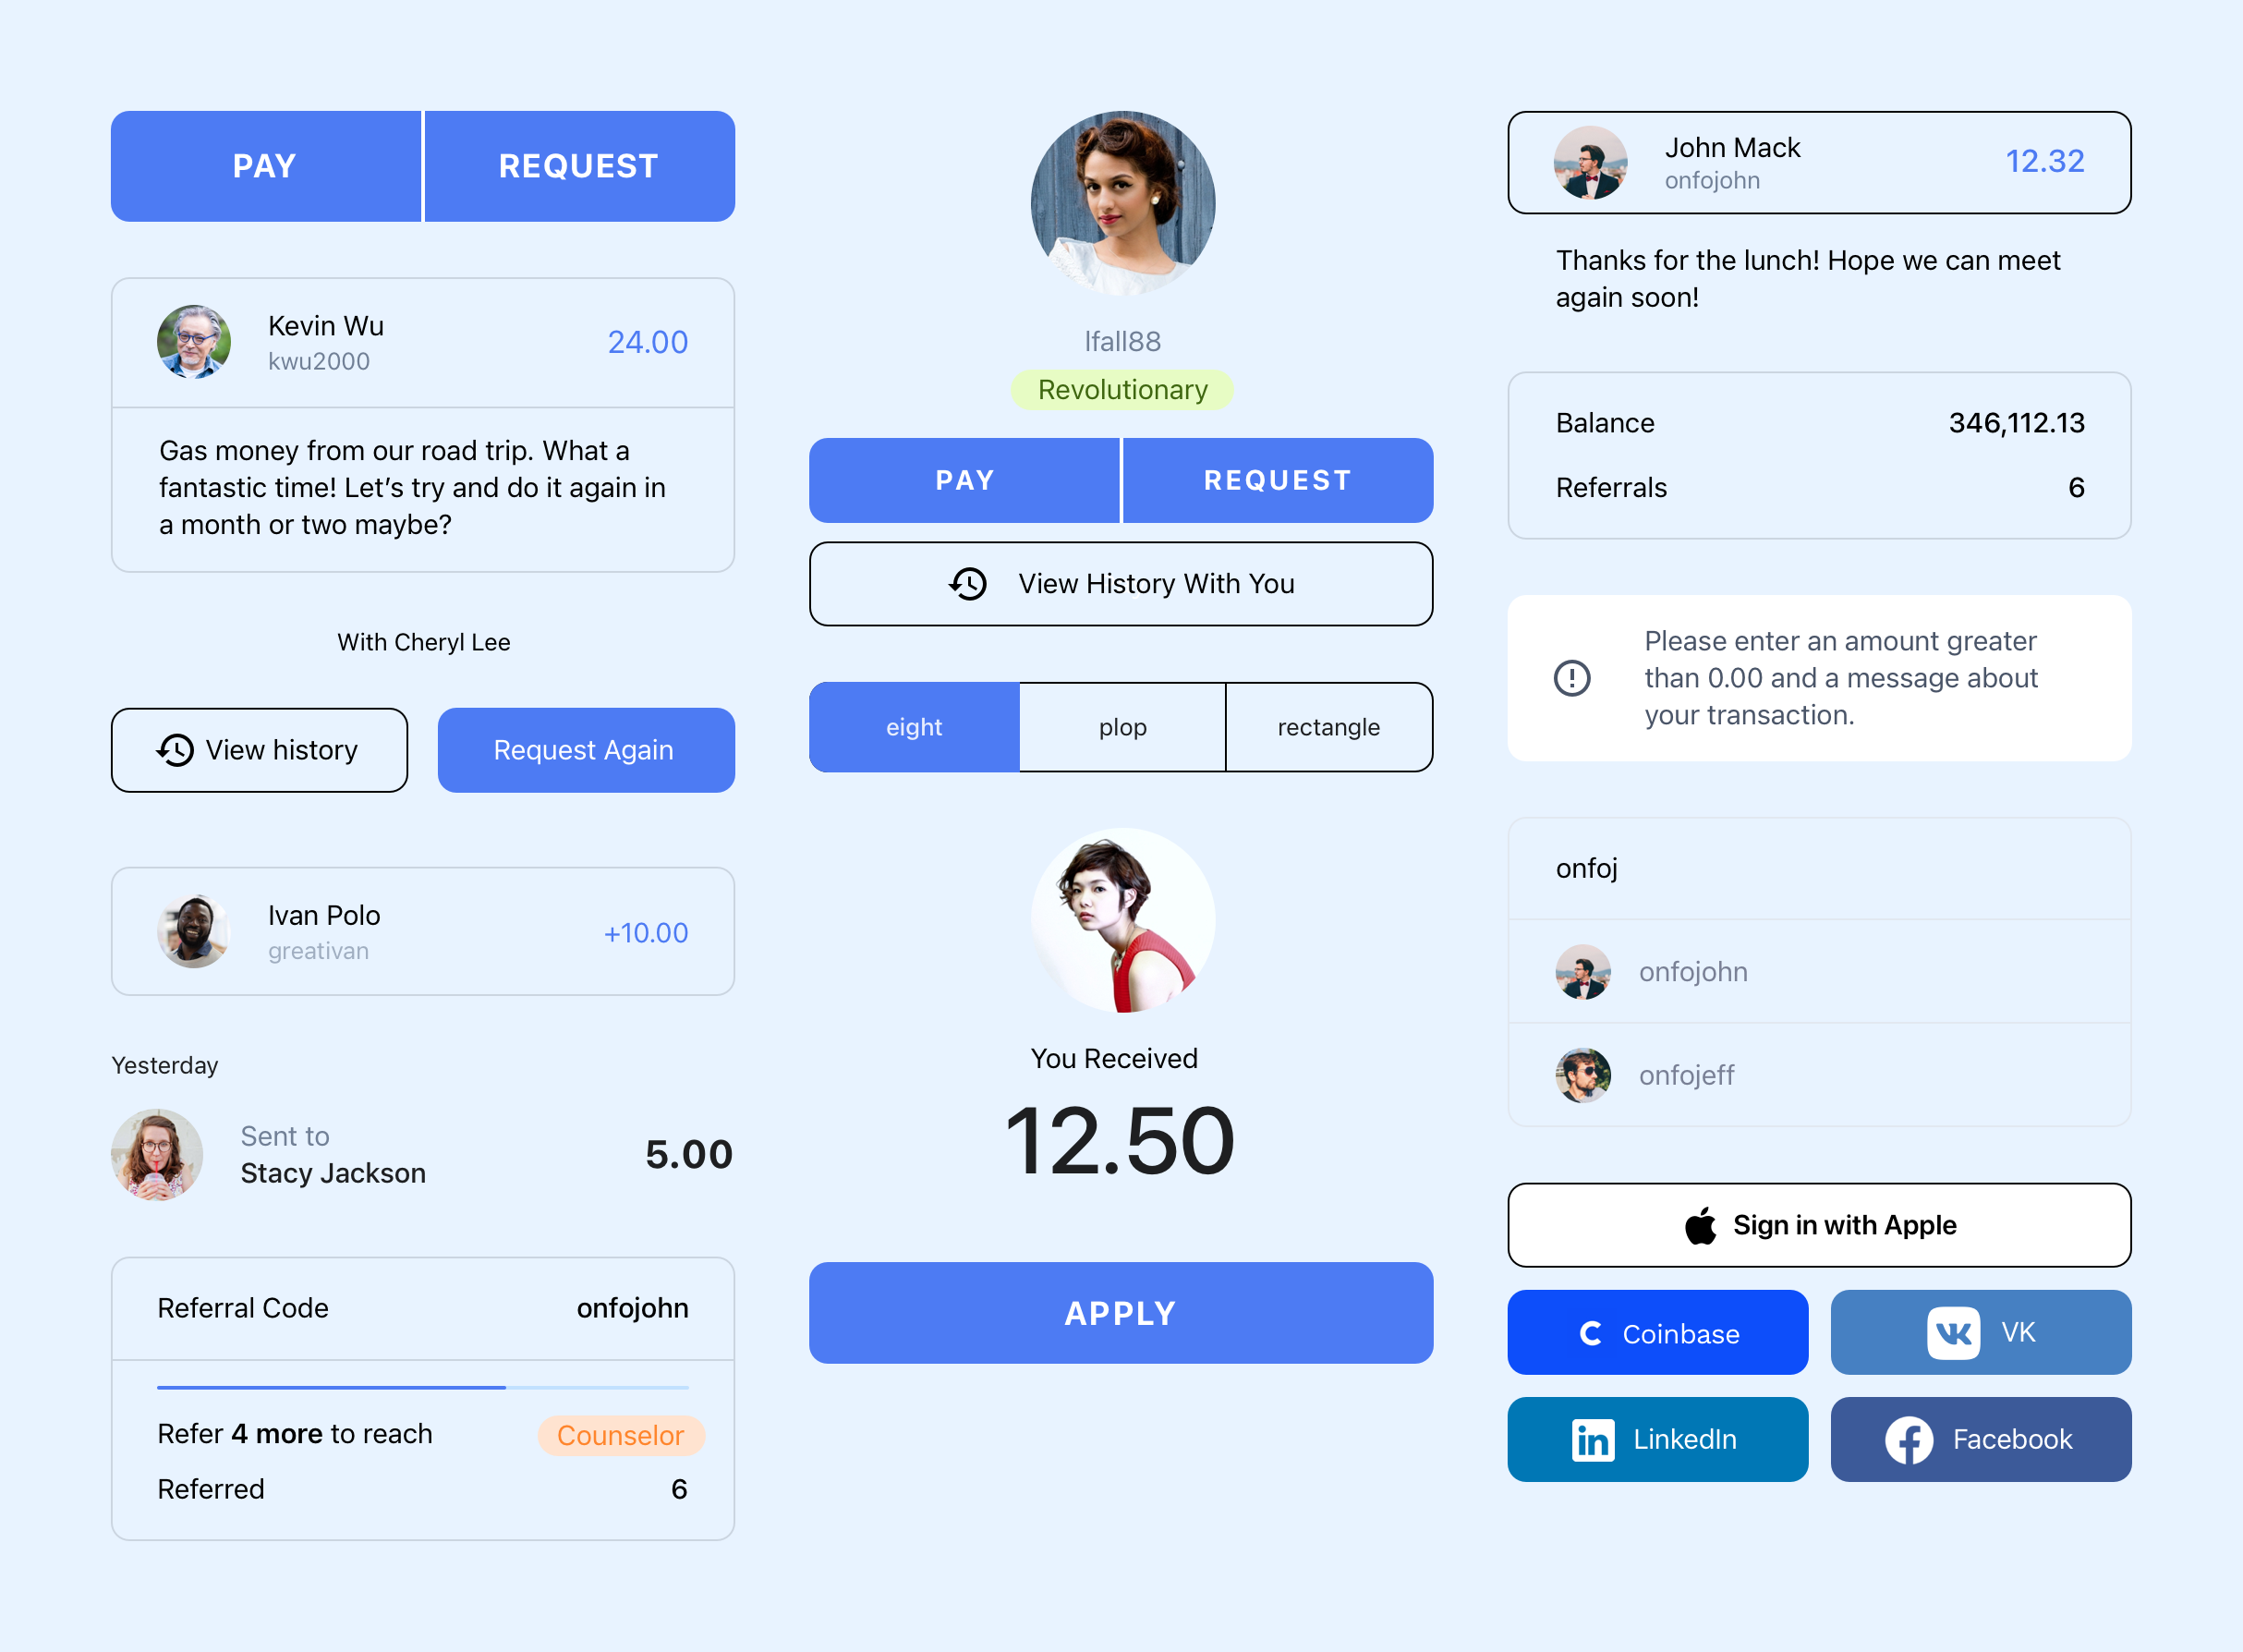 PAY REQUEST
Kevin Wu
kwu2000
24.00
Gas money from our road trip. What a
fantastic time! Let’s try and do it again in
a month or two maybe?
With Cheryl Lee
View history
Request Again
Ivan Polo
greativan
+10.00
Yesterday
Sent to
Stacy Jackson
5.00
Referral Code onfojohn
Refer 4 more to reach Counselor
Referred 6
lfall88
Revolutionary
PAY REQUEST
View History With You
eight plop rectangle
You Received
12.50
APPLY
John Mack
onfojohn
12.32
Thanks for the lunch! Hope we can meet
again soon!
Balance 346,112.13
Referrals 6
Please enter an amount greater
than 0.00 and a message about
your transaction.
onfoj
onfojohn
onfojeff
Sign in with Apple
Coinbase
VK
LinkedIn
Facebook